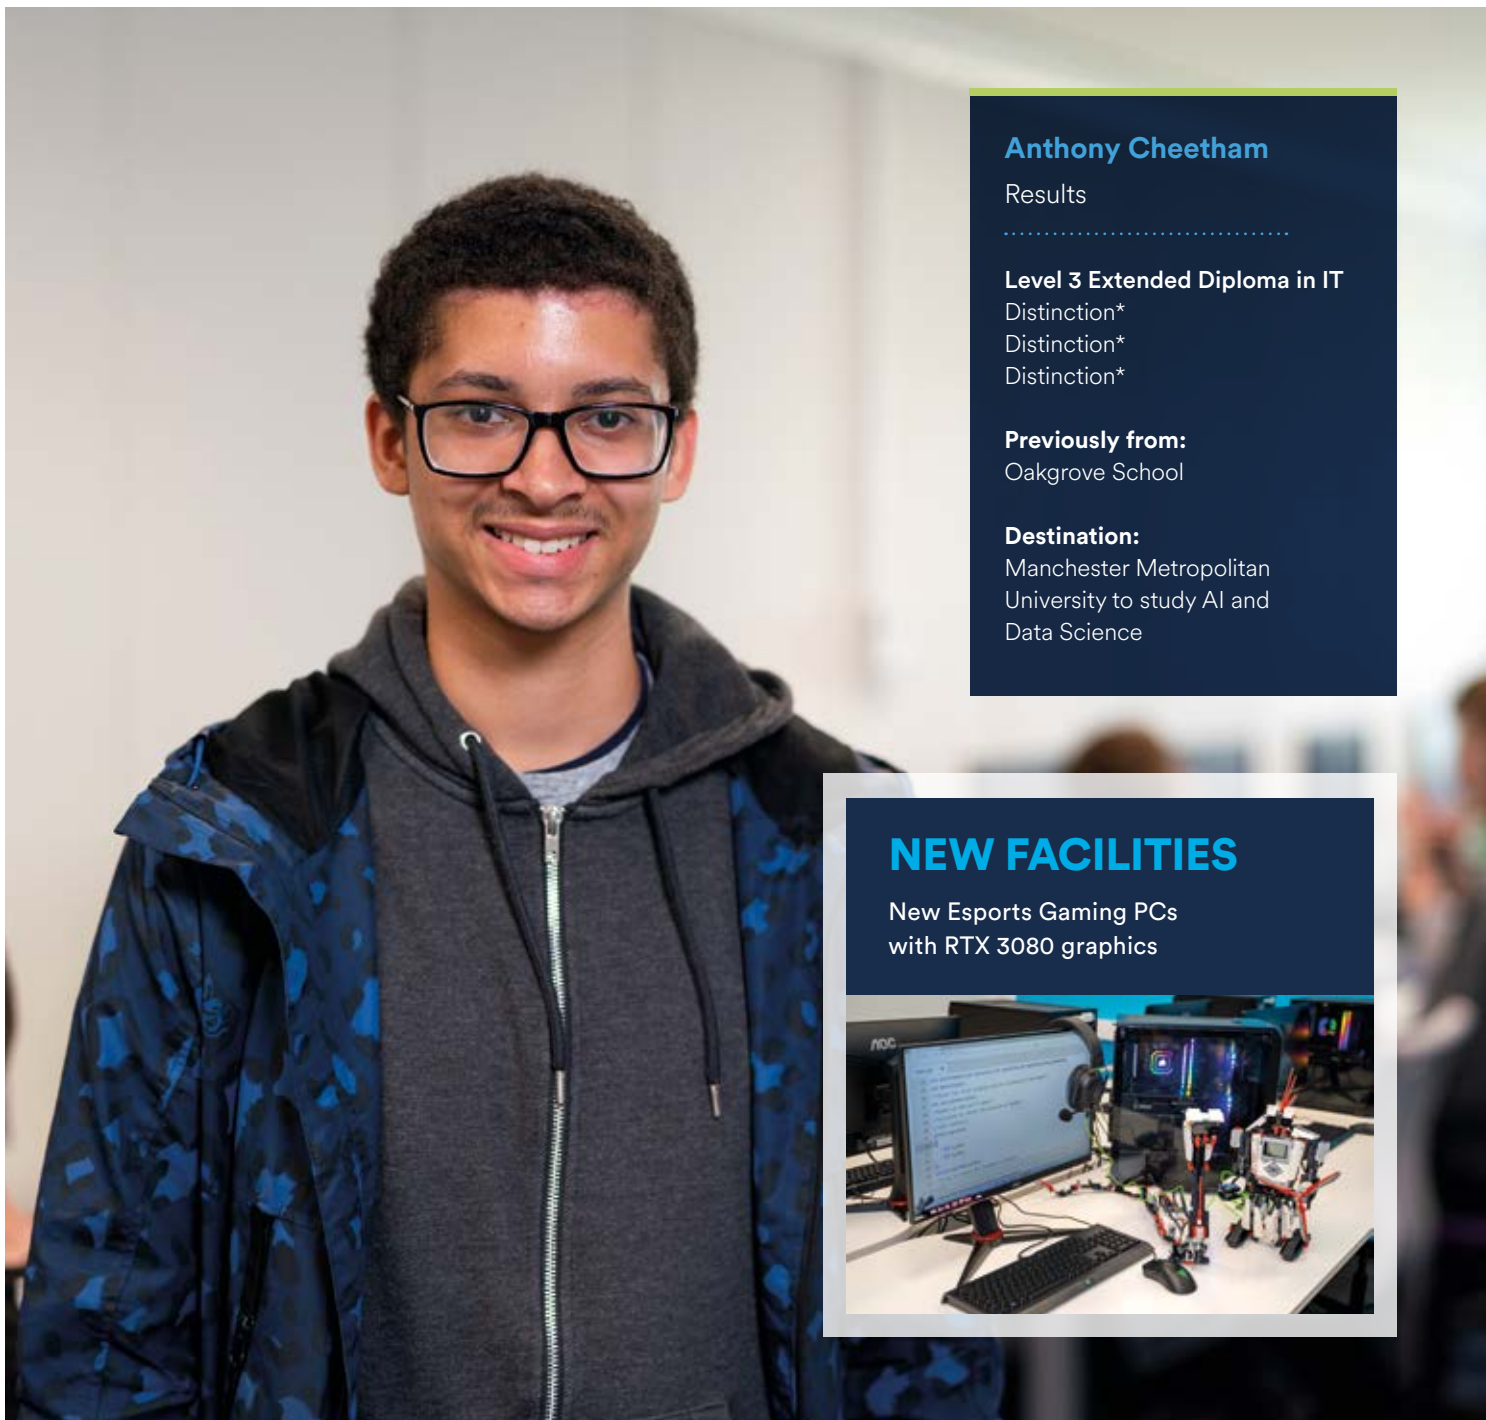 Anthony Cheetham
Results
Level 3 Extended Diploma in IT
Distinction*
Distinction*
Distinction*
Previously from:
Oakgrove School
Destination:
Manchester Metropolitan
University to study AI and
Data Science
NEW FACILITIES
New Esports Gaming PCs
with RTX 3080 graphics
AOC